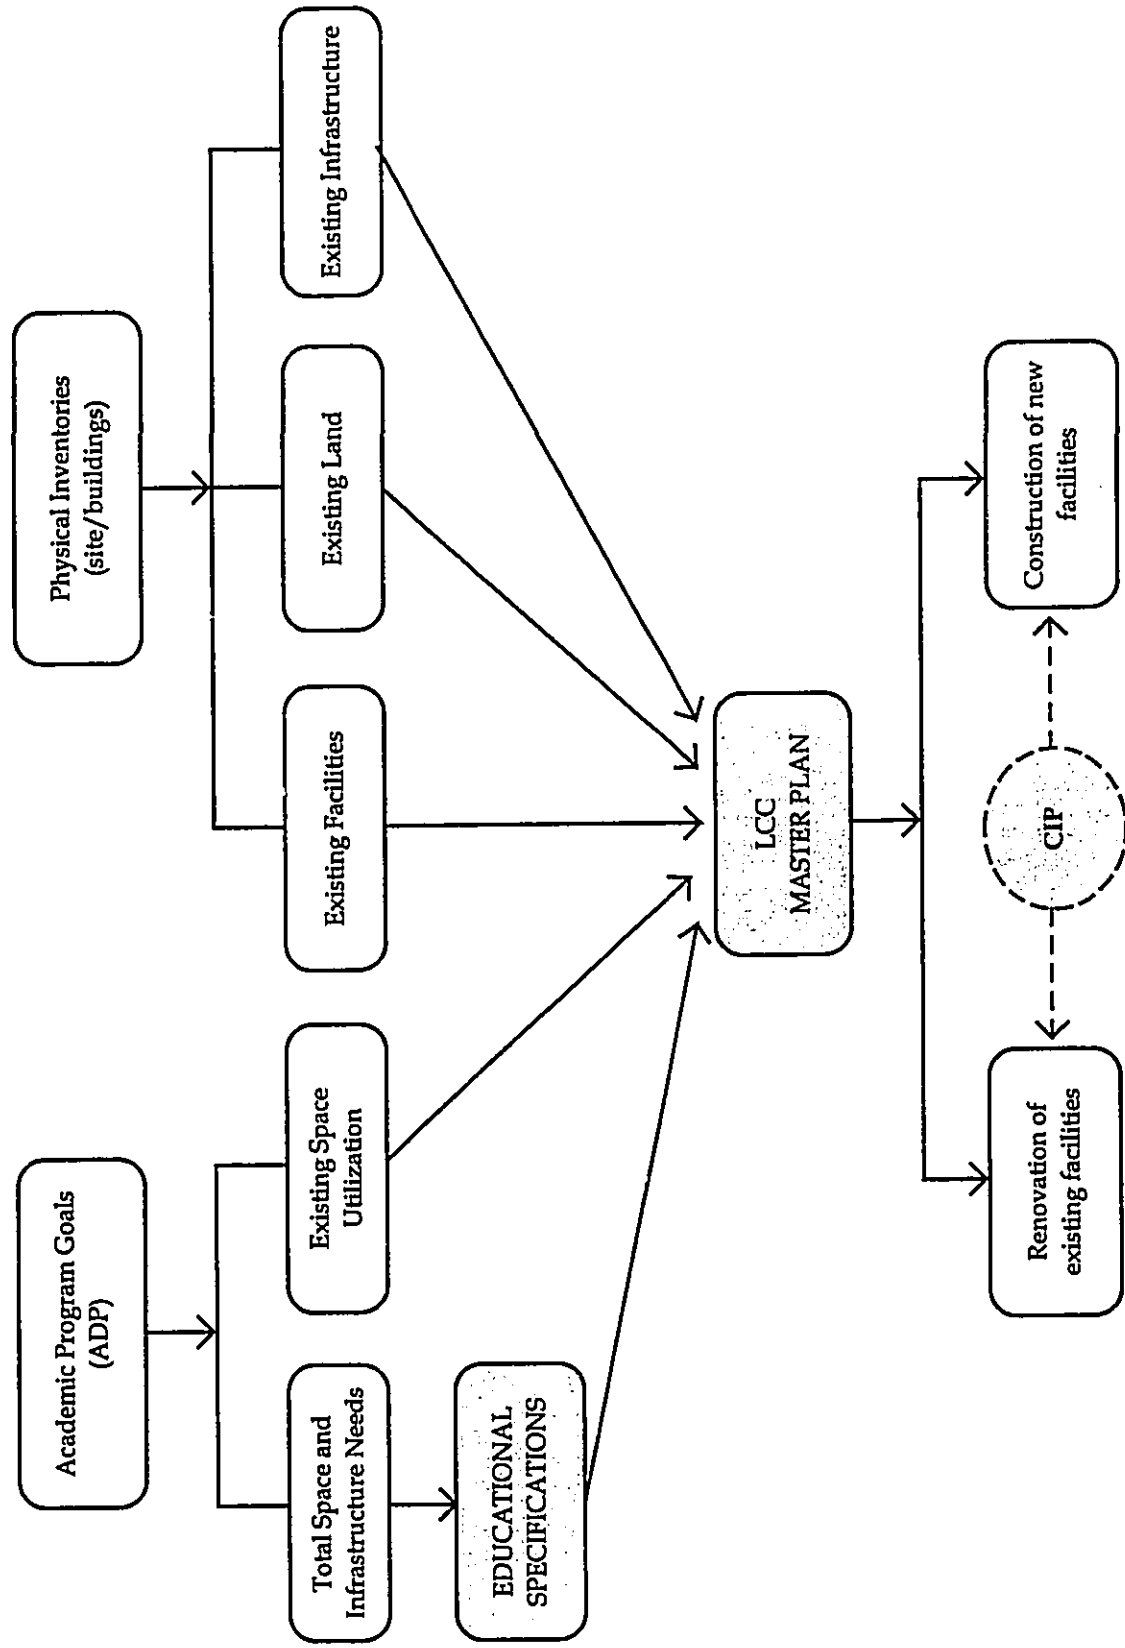 Academic Program Goals
(ADP)
Physical Inventories
(site/buildings)
Total Space and
Infrastructure Needs
Existing Space
Utilization
Existing Facilities
Existing Land
Existing Infrastructure
EDUCATIONAL
SPECIFICATIONS
LCC
MASTER PLAN
Renovation of
existing facilities
CIP
Construction of new
facilities